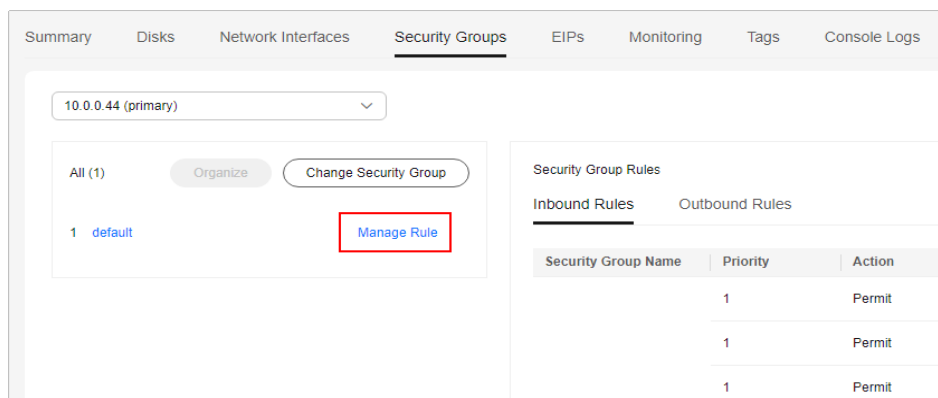 Summary Disks Network Interfaces Security Groups EIPs Monitoring Tags Console Logs
10.0.0.44 (primary)
All (1) Organize Change Security Group
1 default Manage Rule
Security Group Rules
Inbound Rules Outbound Rules
Security Group Name Priority Action
1 Permit
1 Permit
1 Permit